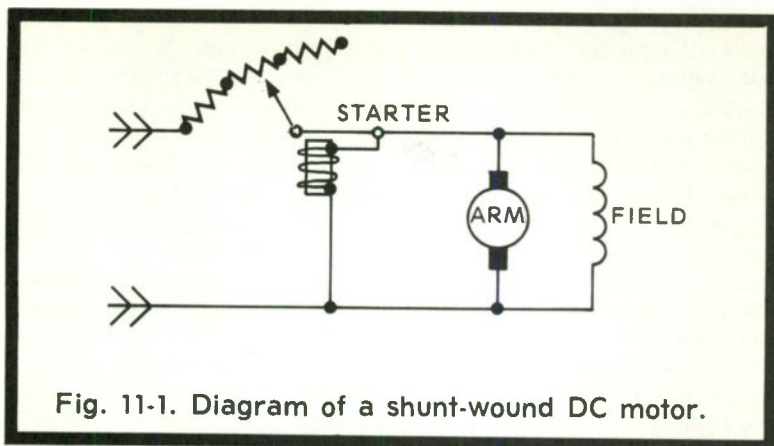 STARTER
ARM
FIELD
Fig. 11-1. Diagram of a shunt-wound DC motor.